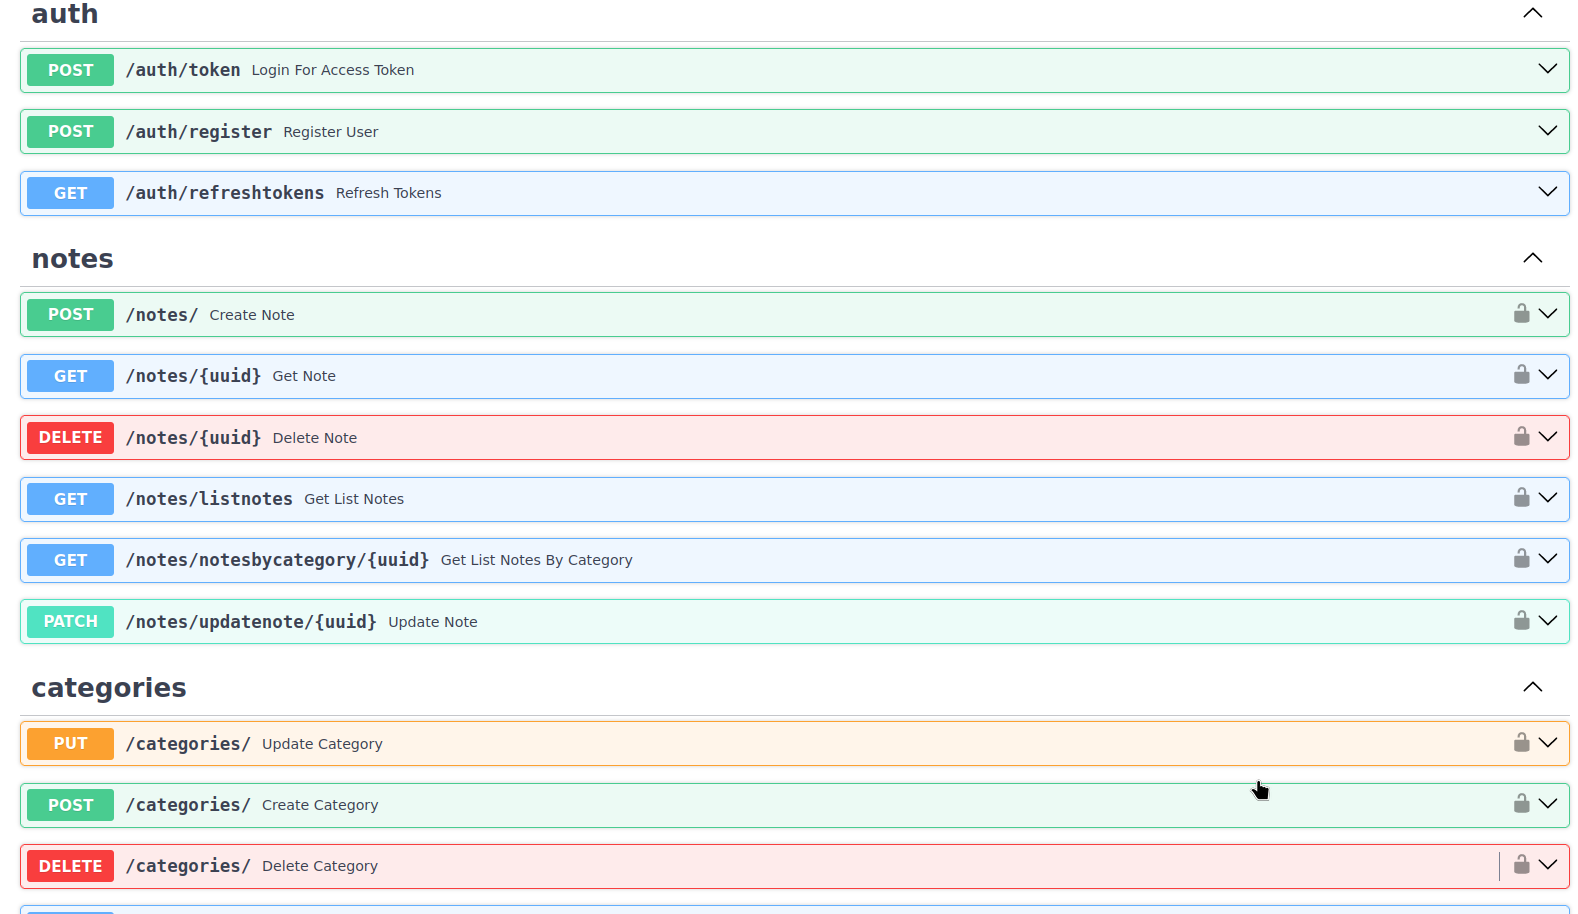 auth
POST /auth/token Login For Access Token
POST /auth/register Register User
GET /auth/refreshtokens Refresh Tokens
notes
POST /notes/ Create Note
GET /notes/{uuid} Get Note
DELETE /notes/{uuid} Delete Note
GET /notes/listnotes Get List Notes
GET /notes/notesbycategory/{uuid} Get List Notes By Category
PATCH /notes/updatenote/{uuid} Update Note
categories
PUT /categories/ Update Category
POST /categories/ Create Category
DELETE /categories/ Delete Category